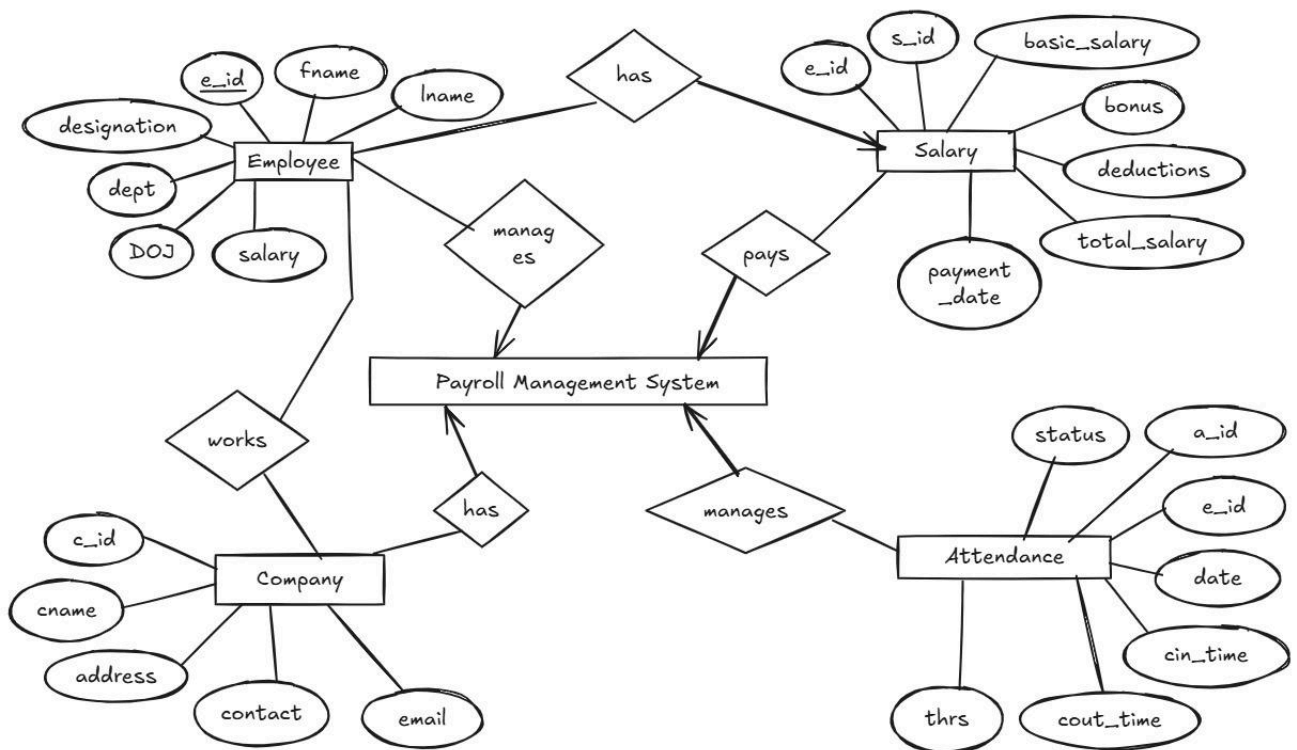 s_id
basic_salary
has
e_id
fname
e_id
lname
bonus
designation
Employee
Salary
deductions
dept
DOJ
salary
manag
es
pays
total_salary
payment
_date
Payroll Management System
works
status
a_id
has
manages
e_id
c_id
Company
Attendance
date
cname
cin_time
address
contact
email
thrs
cout_time